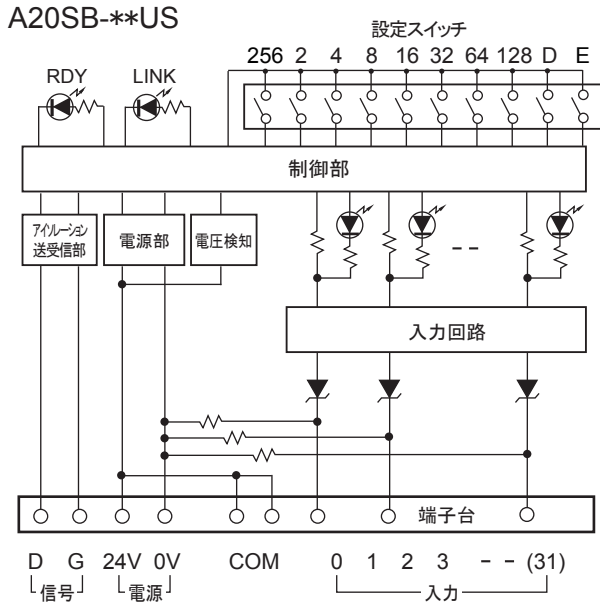 A20SB-**US
設定スイッチ
256 2 4 8 16 32 64 128 D E
RDY LINK
制御部
アイソレーション
送受信部
電源部
電圧検知
入力回路
端子台
D G 24V 0V COM 0 1 2 3 - - (31)
信号 電源 入力